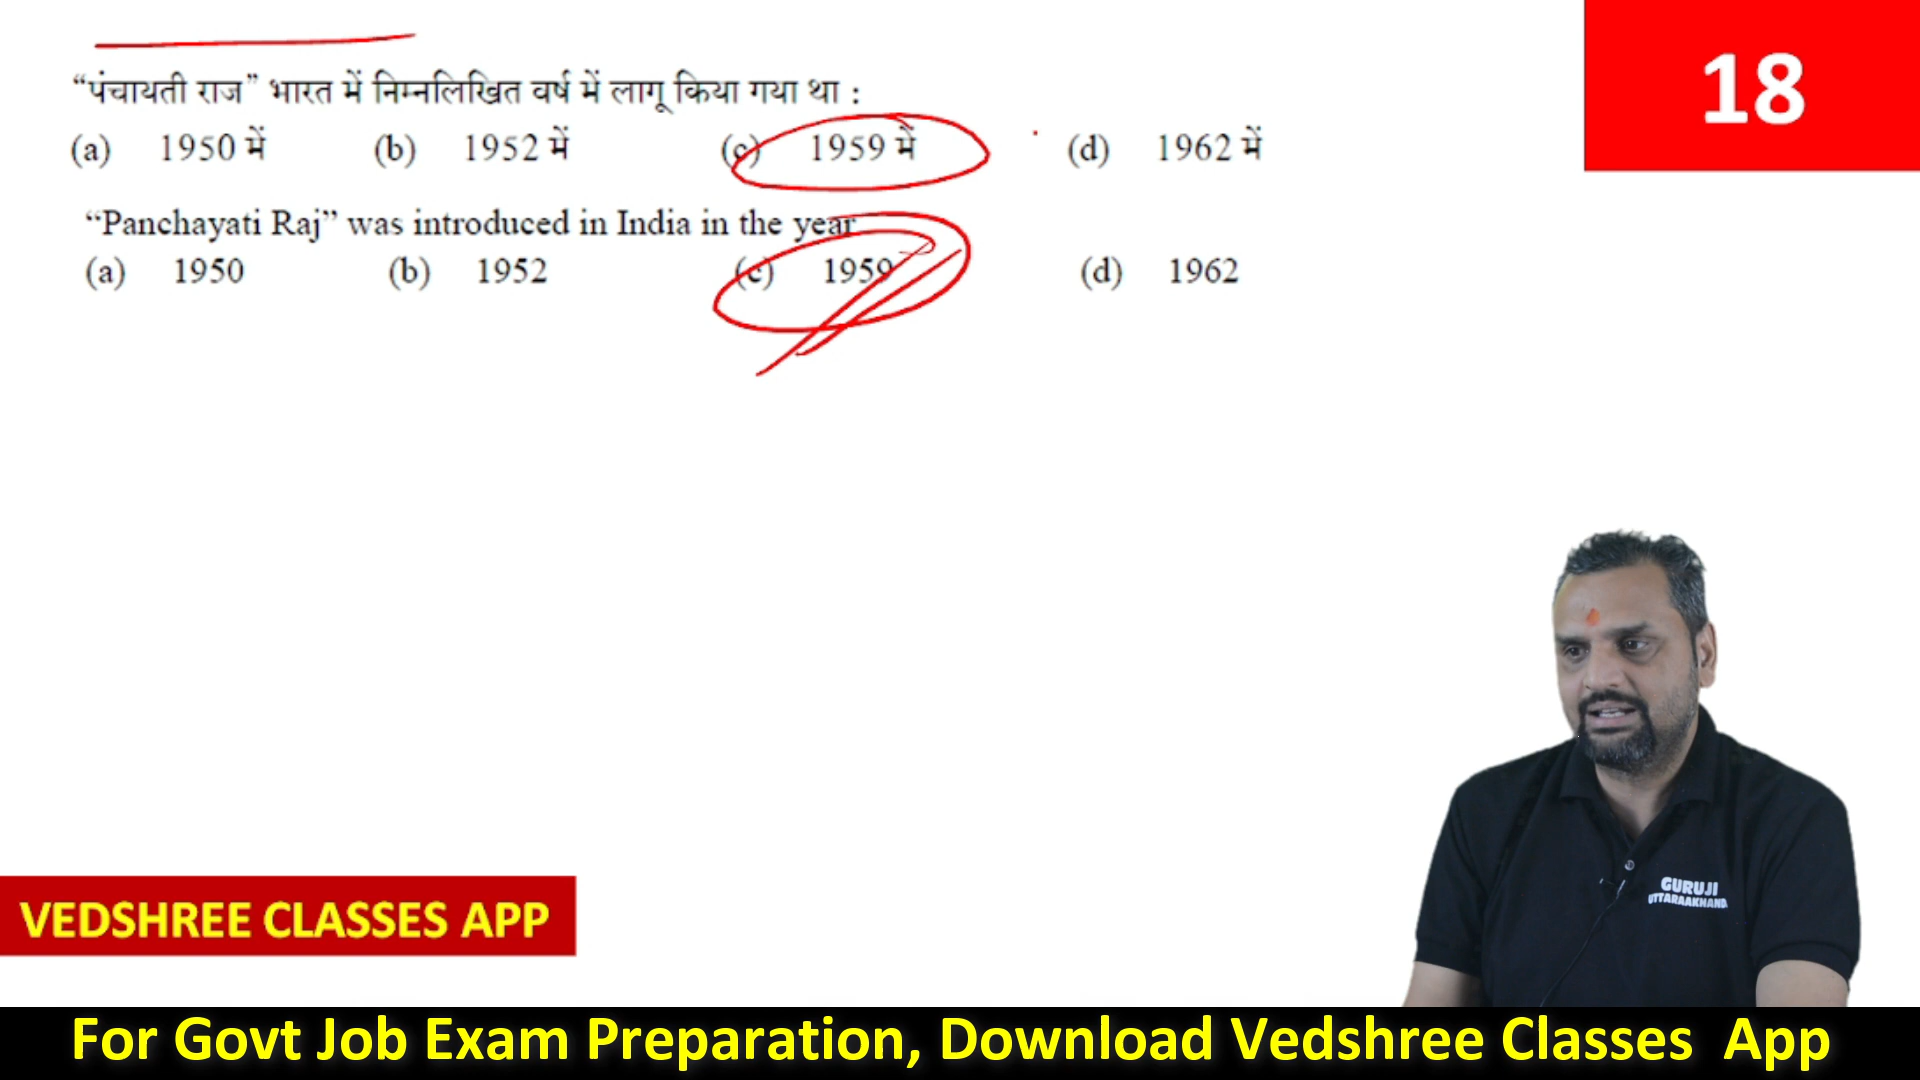 18
“पंचायती राज” भारत में निम्नलिखित वर्ष में लागू किया गया था :
(a) 1950 में (b) 1952 में (c) 1959 में (d) 1962 में
“Panchayati Raj” was introduced in India in the year
(a) 1950 (b) 1952 (c) 1959 (d) 1962
GURUJI
UTTARAAKHAND
VEDSHREE CLASSES APP
For Govt Job Exam Preparation, Download Vedshree Classes App